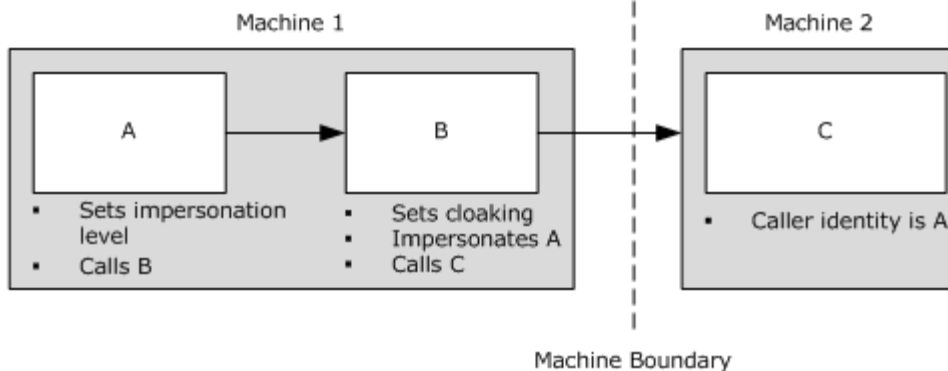 Machine 1
Machine 2
A
B
C
▪ Sets impersonation
level
▪ Calls B
▪ Sets cloaking
▪ Impersonates A
▪ Calls C
▪ Caller identity is A
Machine Boundary